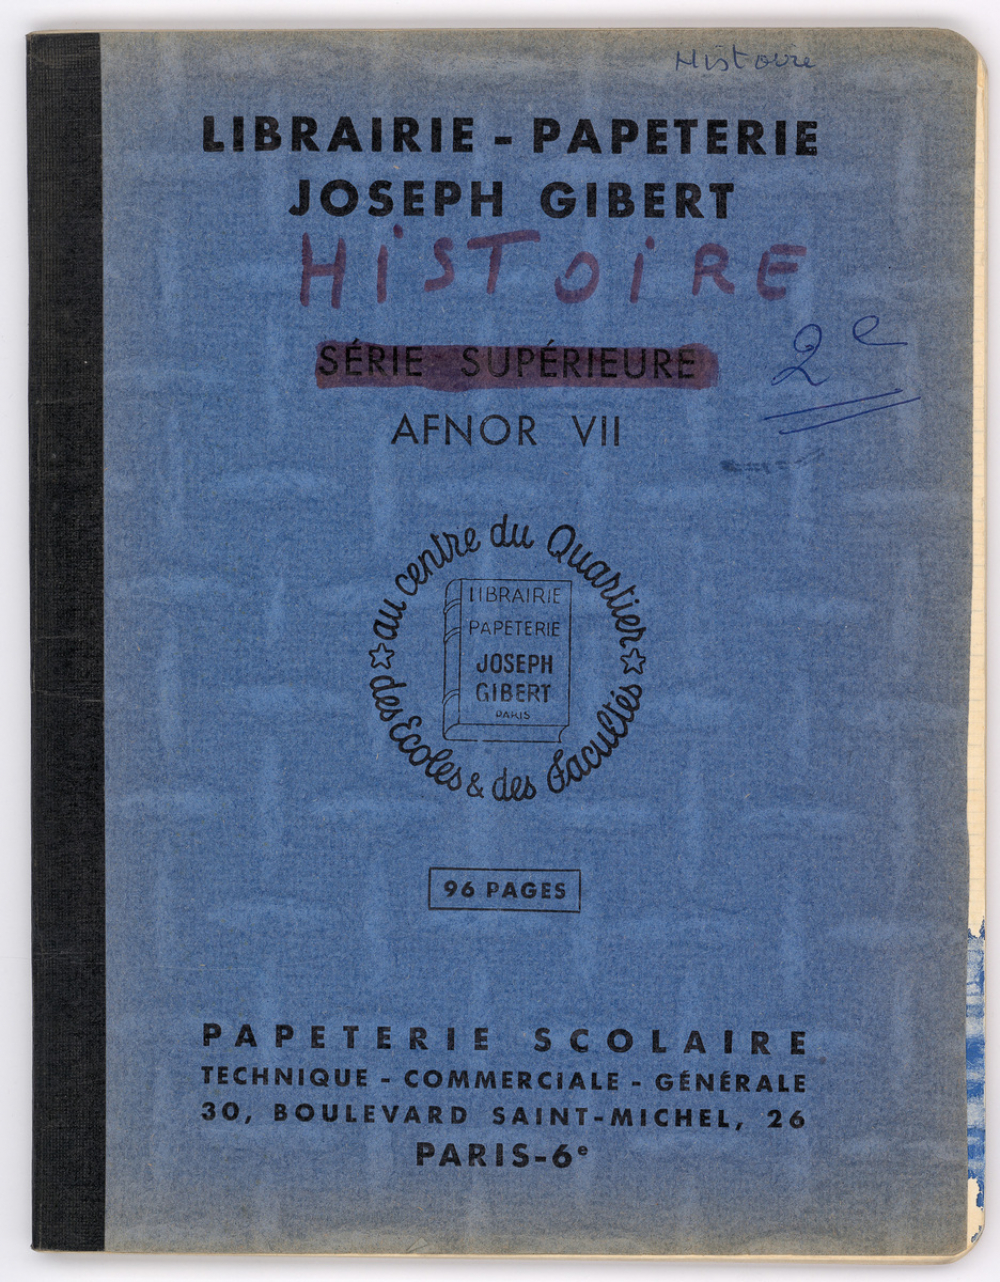 Histoire
LIBRAIRIE - PAPETERIE
JOSEPH GIBERT
HiSToiRE
SÉRIE SUPÉRIEURE
2e
AFNOR VII
au centre du Quartier
des Ecoles & des Facultés
LIBRAIRIE
PAPETERIE
JOSEPH
GIBERT
PARIS
96 PAGES
PAPETERIE SCOLAIRE
TECHNIQUE - COMMERCIALE - GÉNÉRALE
30, BOULEVARD SAINT-MICHEL, 26
PARIS-6e